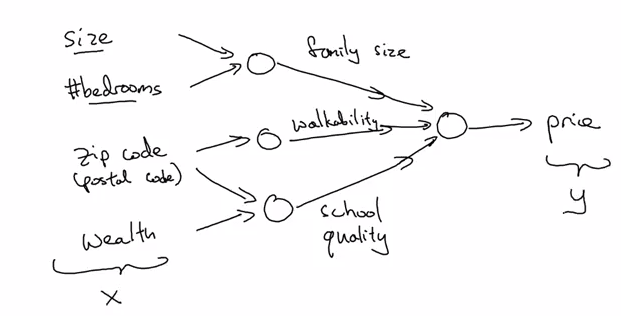 size
family size
#bedrooms
walkability
price
zip code
(postal code)
school
quality
y
wealth
x